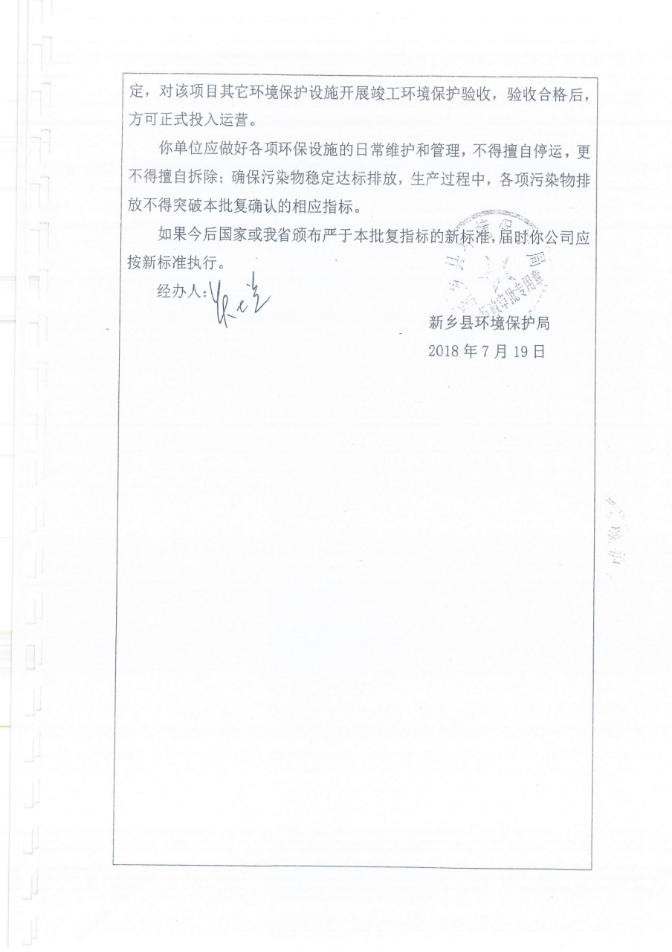 定，对该项目其它环境保护设施开展竣工环境保护验收，验收合格后，
方可正式投入运营。
你单位应做好各项环保设施的日常维护和管理，不得擅自停运，更
不得擅自拆除；确保污染物稳定达标排放，生产过程中，各项污染物排
放不得突破本批复确认的相应指标。
如果今后国家或我省颁布严于本批复指标的新标准，届时你公司应
按新标准执行。
经办人：
新乡县环境保护局
2018 年 7 月 19 日